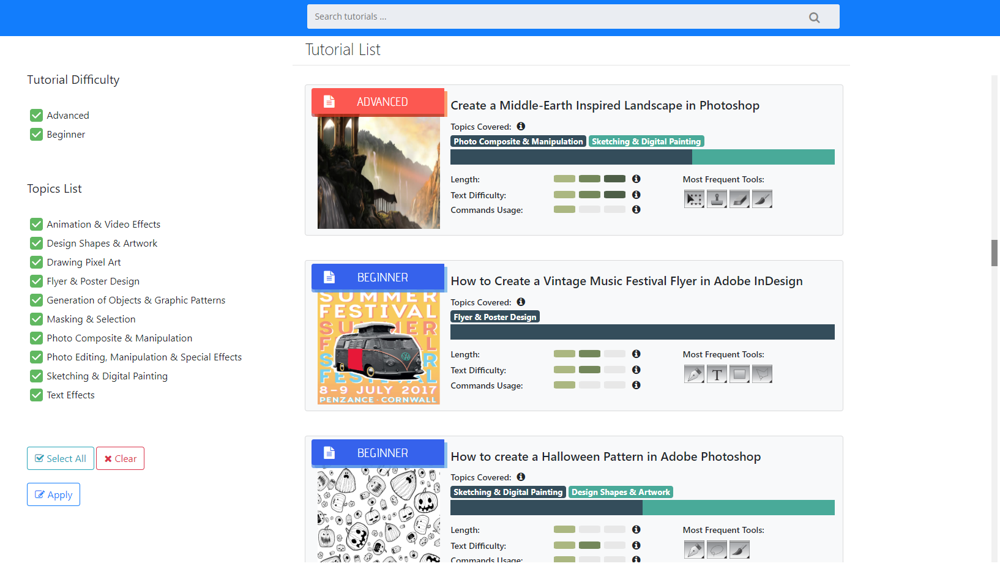 Search tutorials ...
Tutorial List
Tutorial Difficulty
Advanced
Beginner
Topics List
Animation & Video Effects
Design Shapes & Artwork
Drawing Pixel Art
Flyer & Poster Design
Generation of Objects & Graphic Patterns
Masking & Selection
Photo Composite & Manipulation
Photo Editing, Manipulation & Special Effects
Sketching & Digital Painting
Text Effects
Select All
Clear
Apply
ADVANCED
Create a Middle-Earth Inspired Landscape in Photoshop
Topics Covered:
Photo Composite & Manipulation Sketching & Digital Painting
Length:
Most Frequent Tools:
Text Difficulty:
Commands Usage:
BEGINNER
SUMMER
FESTIVAL
SUMMER
FESTIVAL
8-9 JULY 2017
PENZANCE · CORNWALL
How to Create a Vintage Music Festival Flyer in Adobe InDesign
Topics Covered:
Flyer & Poster Design
Length:
Most Frequent Tools:
Text Difficulty:
T
Commands Usage:
BEGINNER
How to create a Halloween Pattern in Adobe Photoshop
Topics Covered:
Sketching & Digital Painting Design Shapes & Artwork
Length:
Most Frequent Tools:
Text Difficulty:
Commands Usage: